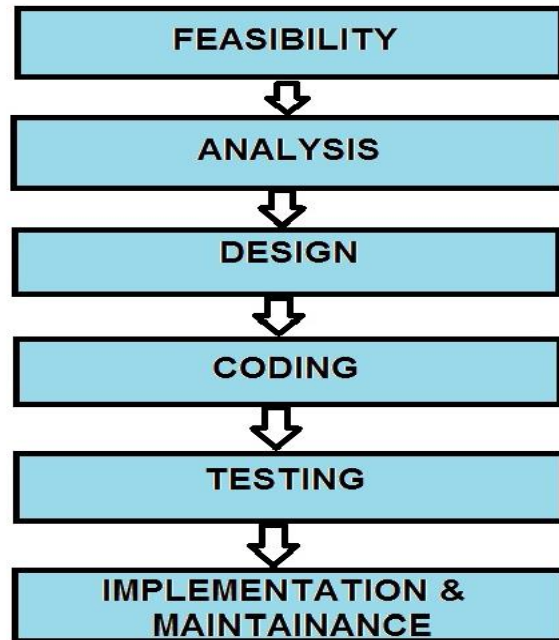 FEASIBILITY
ANALYSIS
DESIGN
CODING
TESTING
IMPLEMENTATION &
MAINTAINANCE